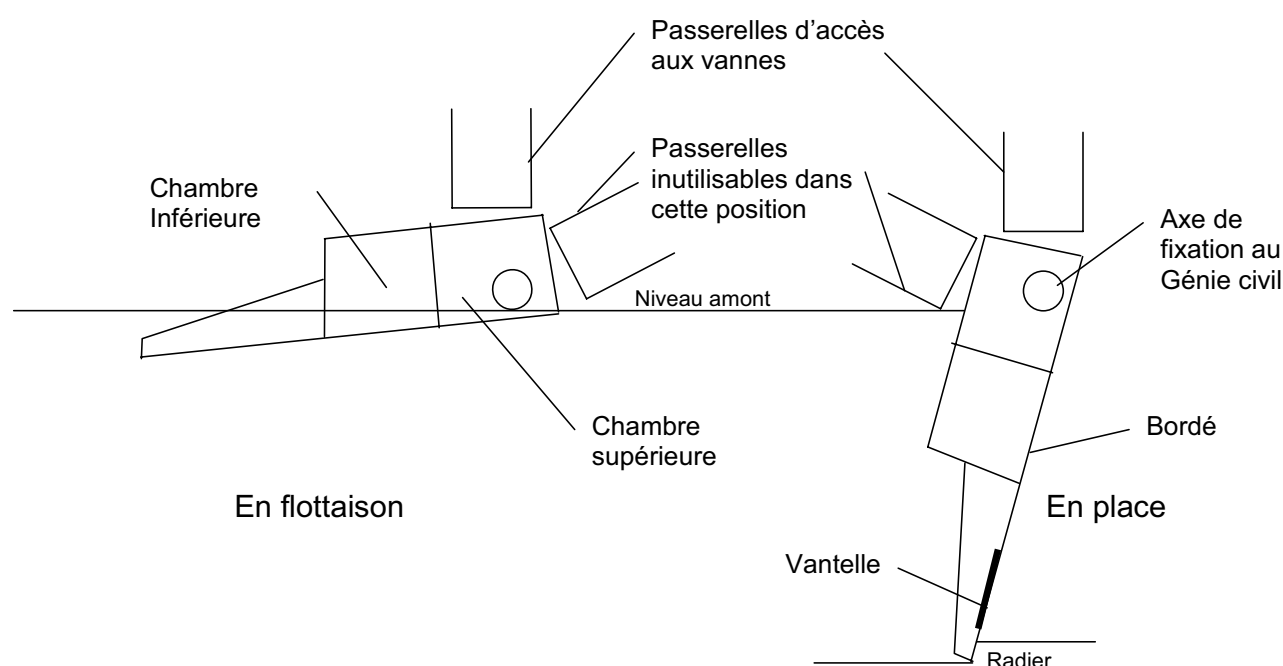 Passerelles d’accès
aux vannes
Passerelles
inutilisables dans
cette position
Chambre
Inférieure
Axe de
fixation au
Génie civil
Niveau amont
Chambre
supérieure
Bordé
En flottaison
En place
Vantelle
Radier